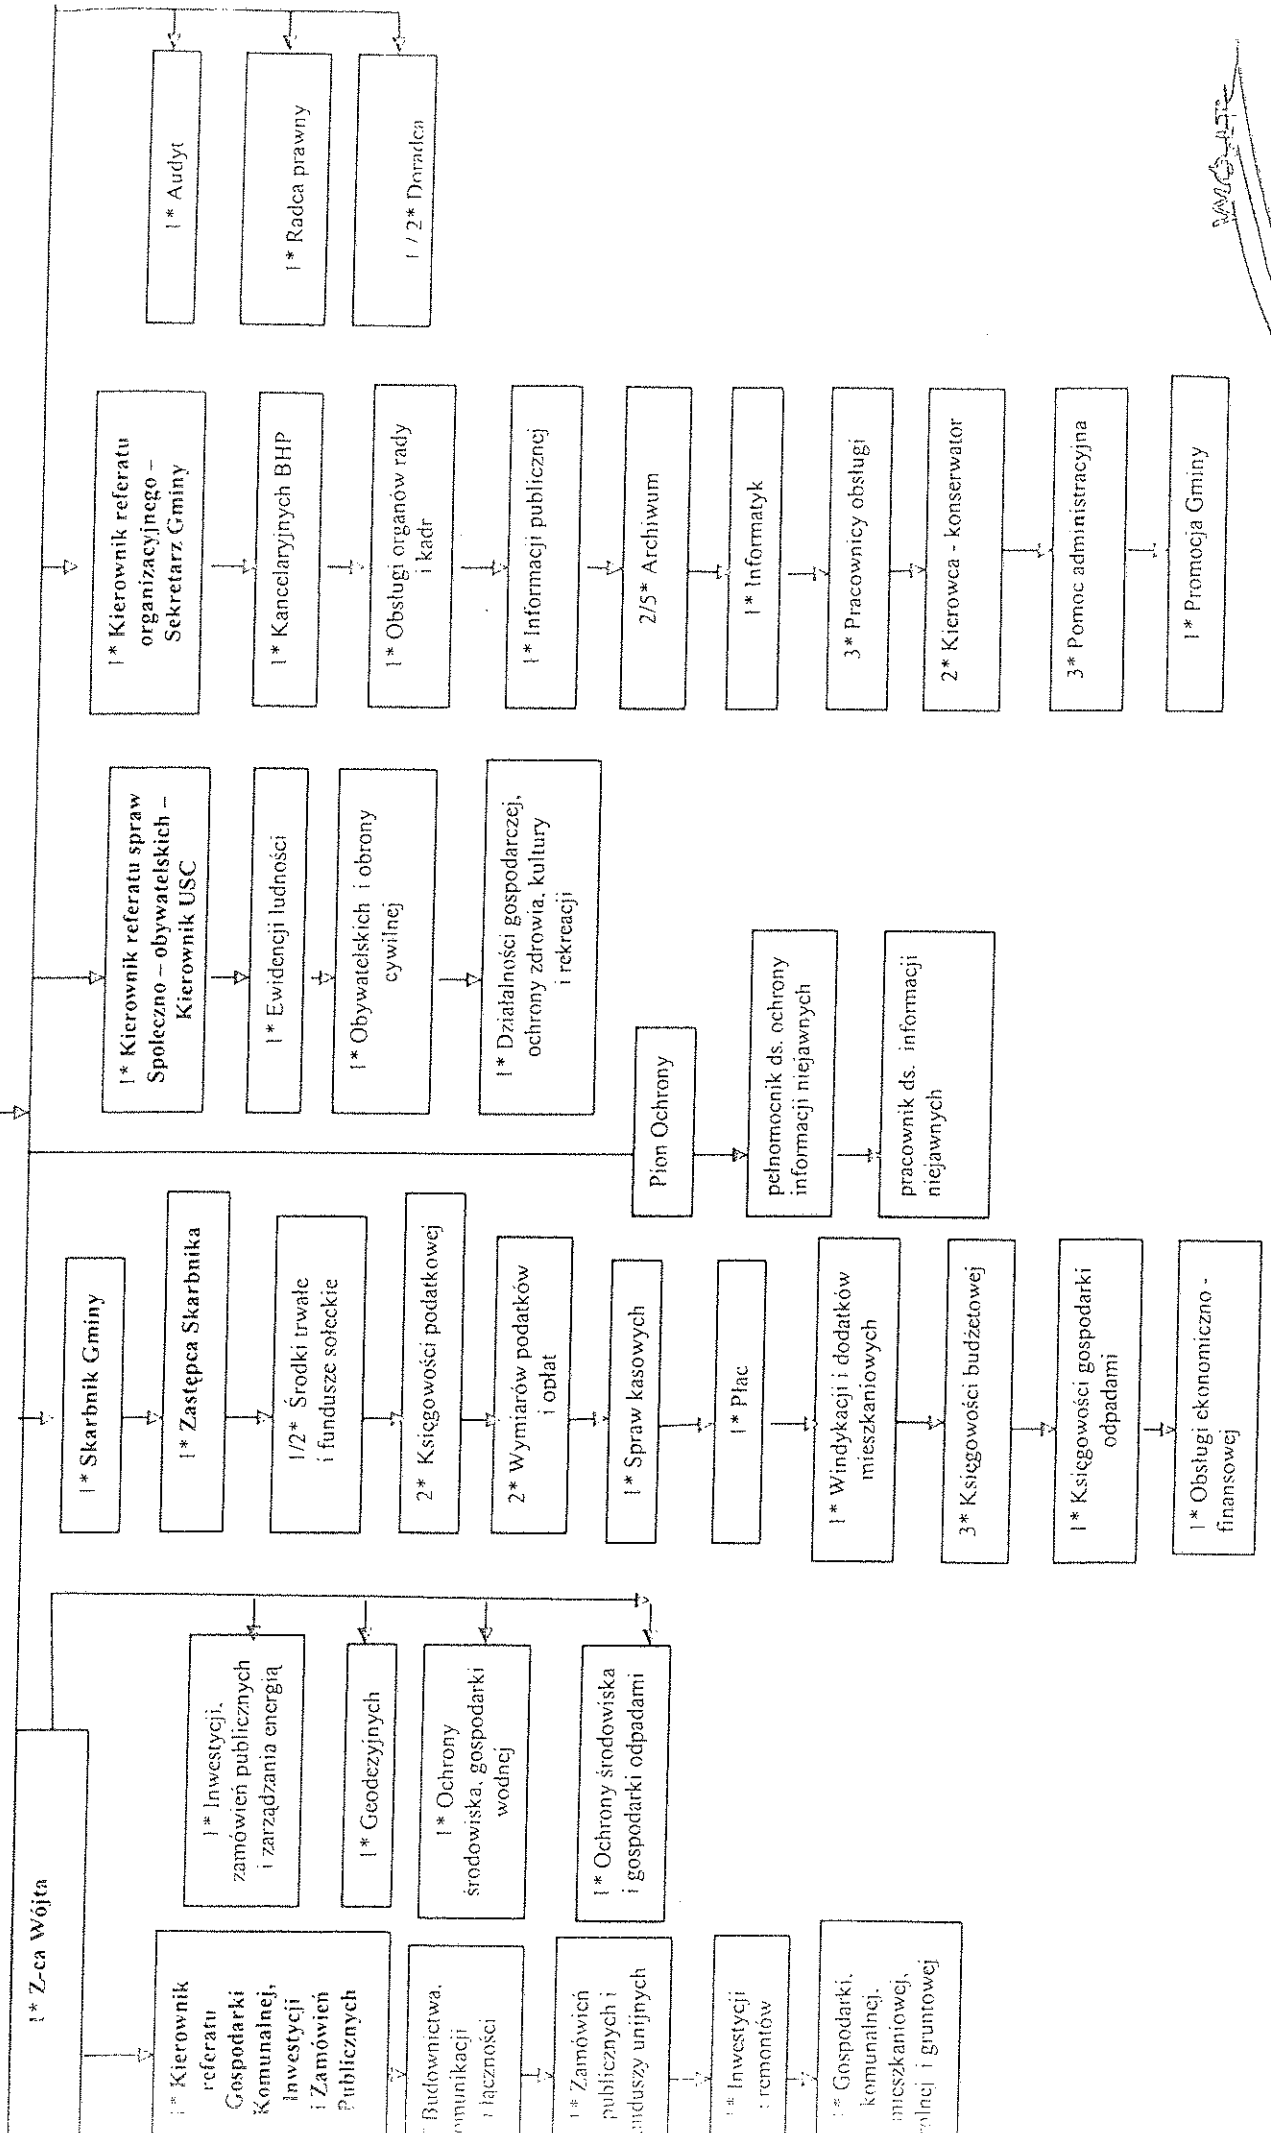 1* Z-ca Wójta
1* Kierownik
referatu
Gospodarki
Komunalnej,
Inwestycji
i Zamówień
Publicznych
Budownictwa,
omunikacji
i łączności
1* Zamówień
publicznych i
nduszy unijnych
1* Inwestycji
i remontów
1* Gospodarki,
komunalnej,
mieszkaniowej,
rolnej i gruntowej
1* Inwestycji,
zamówień publicznych
i zarządzania energią
1* Geodezyjnych
1* Ochrony
środowiska, gospodarki
wodnej
1* Ochrony środowiska
i gospodarki odpadami
1* Skarbnik Gminy
1* Zastępca Skarbnika
1/2* Środki trwałe
i fundusze sołeckie
2* Księgowości podatkowej
2* Wymiarów podatków
i opłat
1* Spraw kasowych
1* Płac
1* Windykacji i dodatków
mieszkaniowych
3* Księgowości budżetowej
1* Księgowości gospodarki
odpadami
1* Obsługi ekonomiczno -
finansowej
Pion Ochrony
pełnomocnik ds. ochrony
informacji niejawnych
pracownik ds. informacji
niejawnych
1* Kierownik referatu spraw
Społeczno – obywatelskich –
Kierownik USC
1* Ewidencji ludności
1* Obywatelskich i obrony
cywilnej
1* Działalności gospodarczej,
ochrony zdrowia, kultury
i rekreacji
1* Kierownik referatu
organizacyjnego –
Sekretarz Gminy
1* Kancelaryjnych BHP
1* Obsługi organów rady
i kadr
1* Informacji publicznej
2/5* Archiwum
1* Informatyk
3* Pracownicy obsługi
2* Kierowca - konserwator
3* Pomoc administracyjna
1* Promocja Gminy
1* Audyt
1* Radca prawny
1 / 2* Doradca